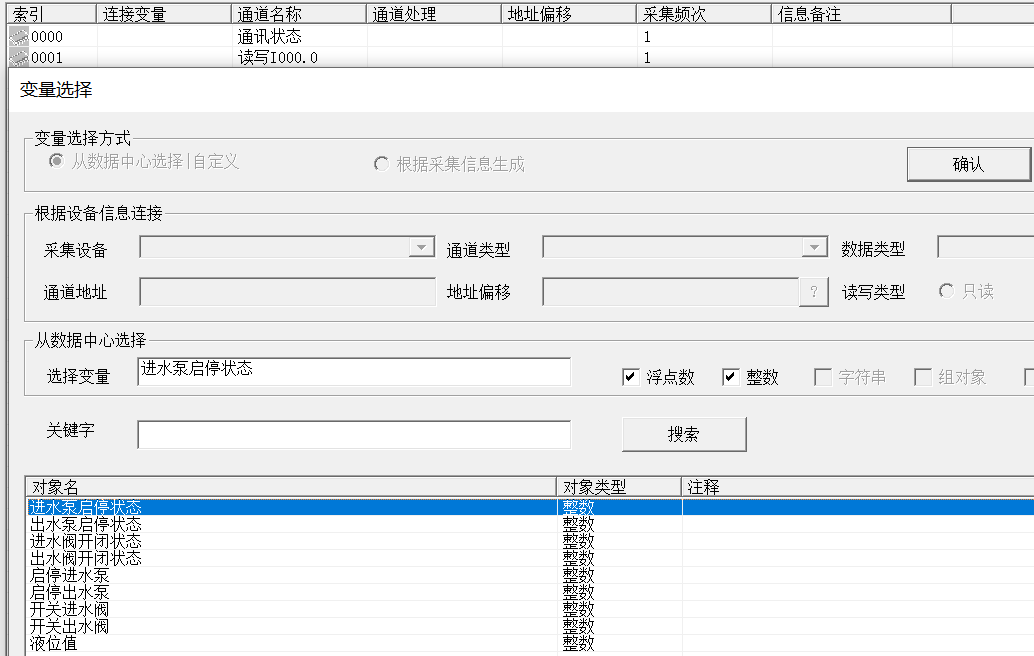 索引 连接变量 通道名称 通道处理 地址偏移 采集频次 信息备注
0000 通讯状态 1
0001 读写I000.0 1
变量选择
变量选择方式
从数据中心选择|自定义 根据采集信息生成 确认
根据设备信息连接
采集设备 通道类型 数据类型
通道地址 地址偏移 ? 读写类型 只读
从数据中心选择
选择变量 进水泵启停状态 浮点数 整数 字符串 组对象
关键字 搜索
对象名 对象类型 注释
进水泵启停状态 整数
出水泵启停状态 整数
进水阀开闭状态 整数
出水阀开闭状态 整数
启停进水泵 整数
启停出水泵 整数
开关进水阀 整数
开关出水阀 整数
液位值 整数